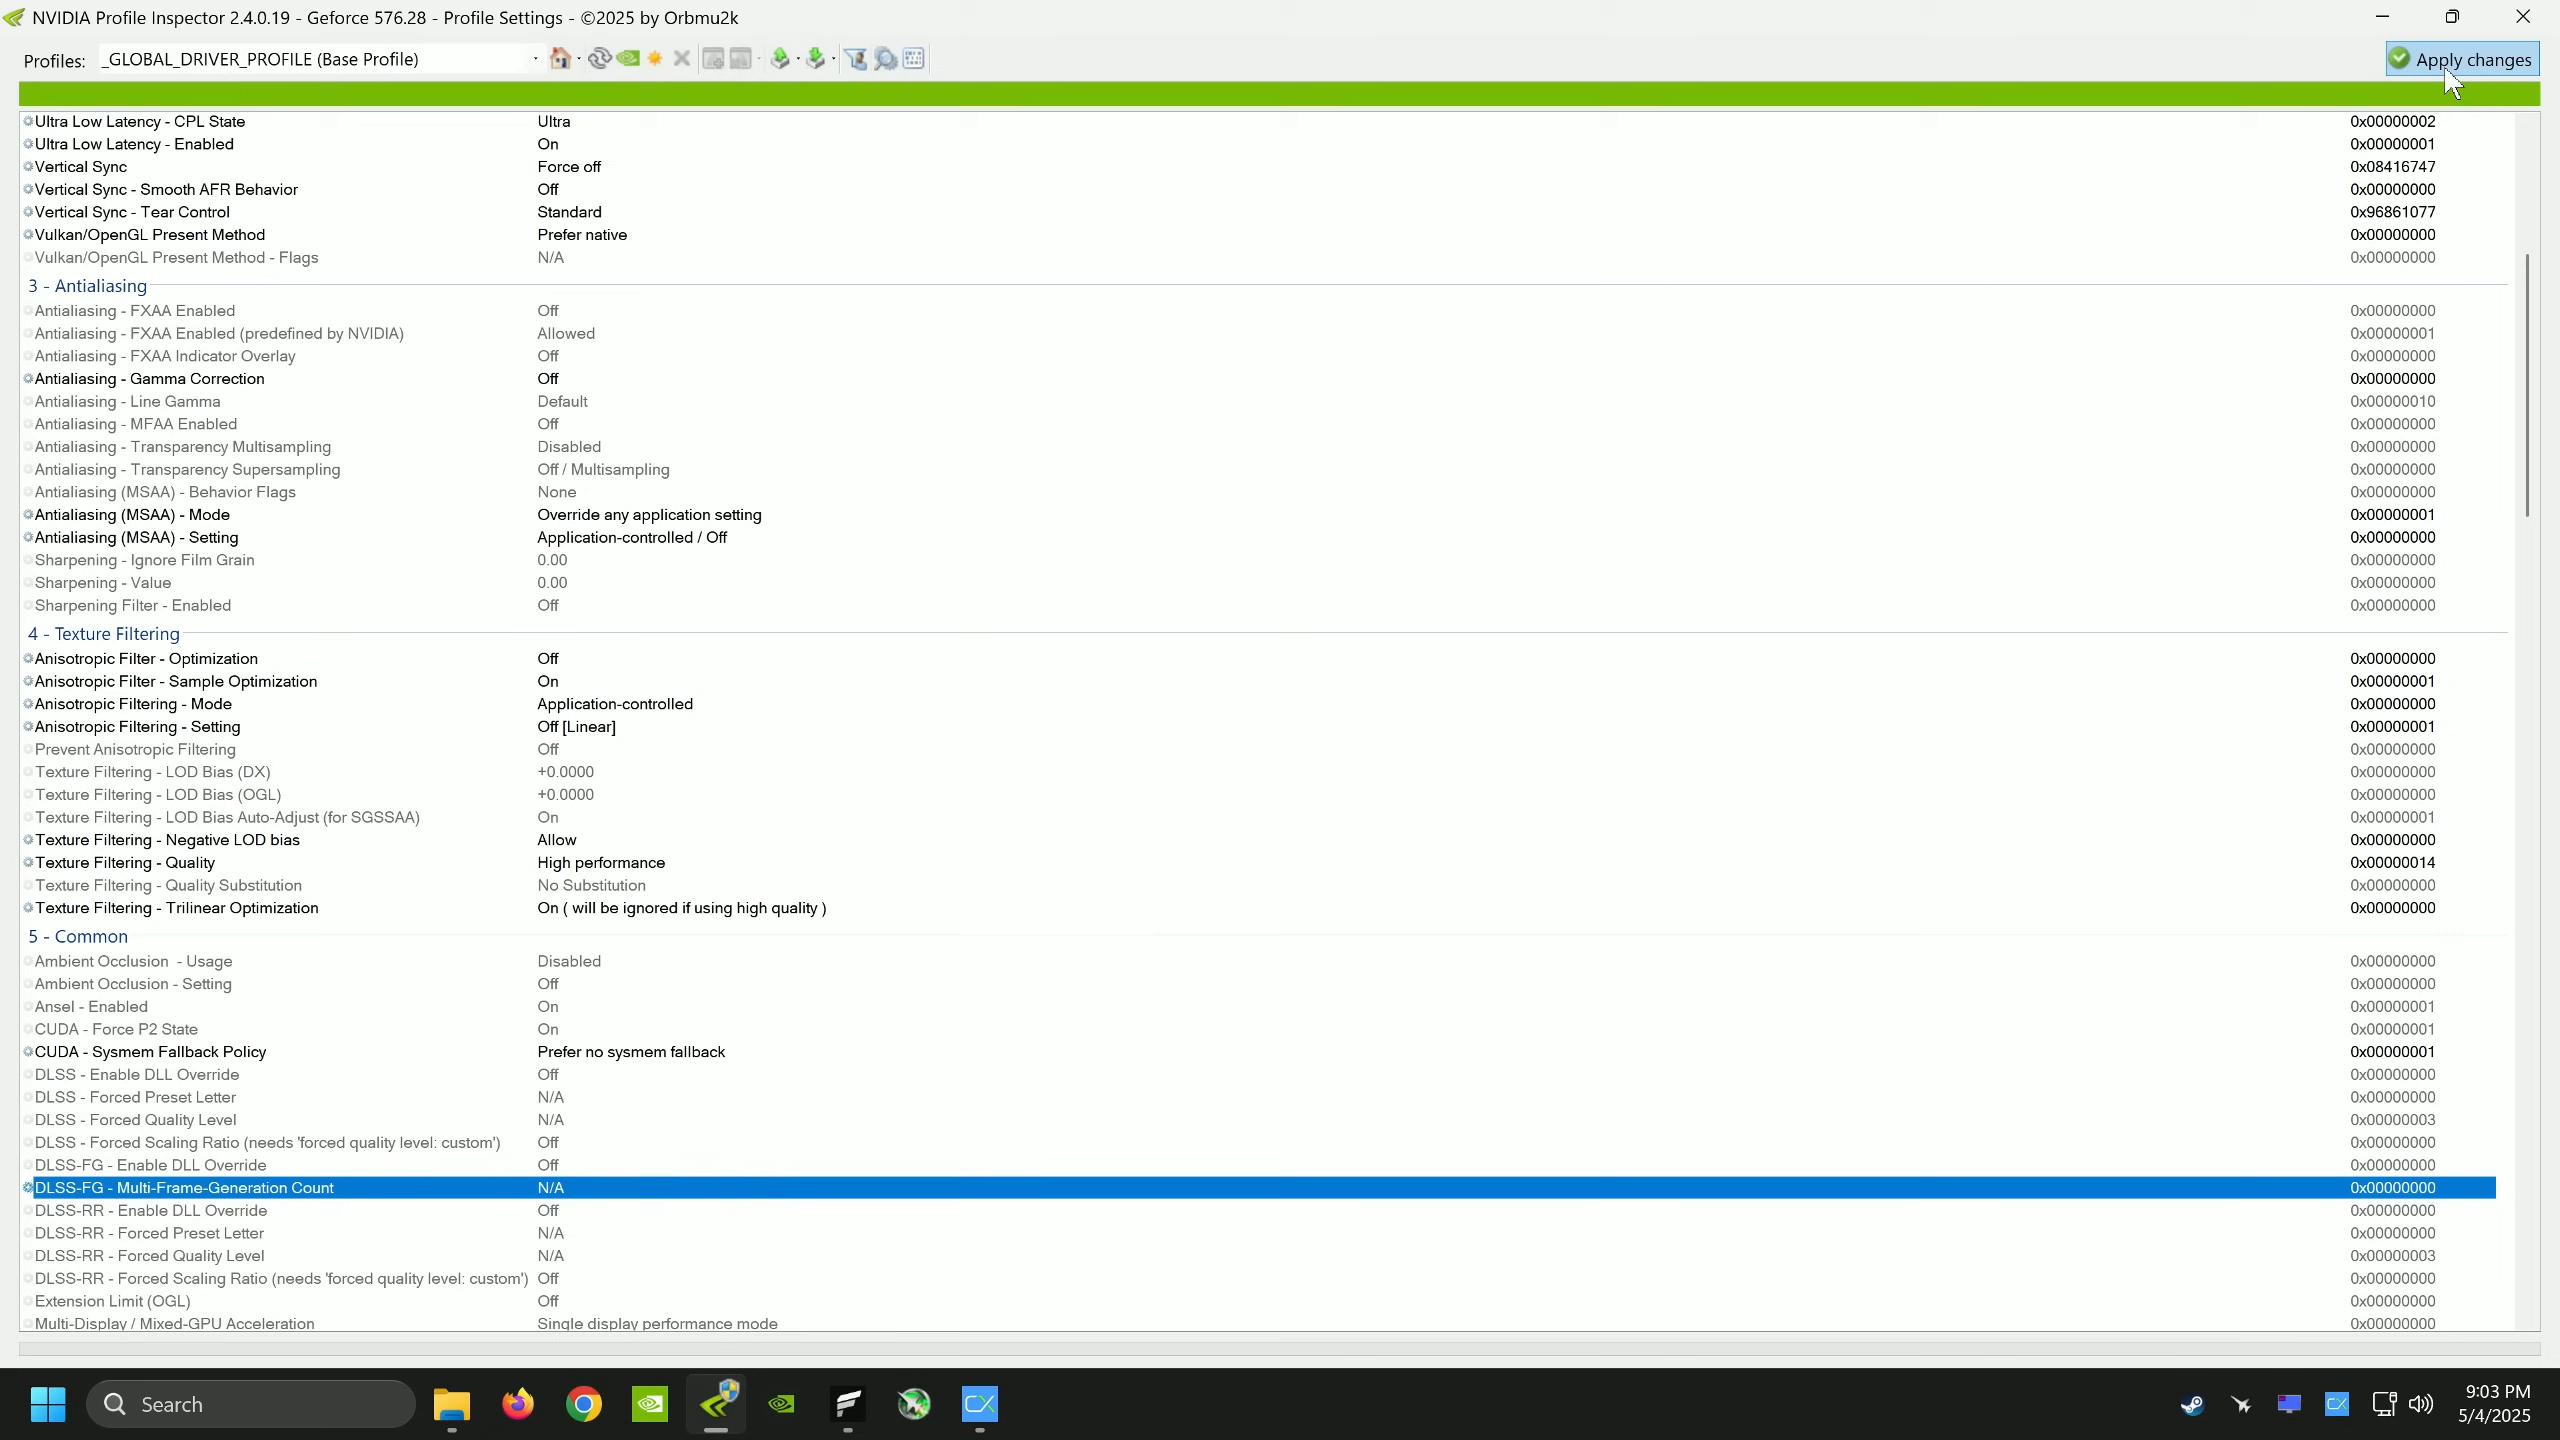 NVIDIA Profile Inspector 2.4.0.19 - Geforce 576.28 - Profile Settings - ©2025 by Orbmu2k
Profiles: _GLOBAL_DRIVER_PROFILE (Base Profile) Apply changes
Ultra Low Latency - CPL State Ultra 0x00000002
Ultra Low Latency - Enabled On 0x00000001
Vertical Sync Force off 0x08416747
Vertical Sync - Smooth AFR Behavior Off 0x00000000
Vertical Sync - Tear Control Standard 0x96861077
Vulkan/OpenGL Present Method Prefer native 0x00000000
Vulkan/OpenGL Present Method - Flags N/A 0x00000000
3 - Antialiasing
Antialiasing - FXAA Enabled Off 0x00000000
Antialiasing - FXAA Enabled (predefined by NVIDIA) Allowed 0x00000001
Antialiasing - FXAA Indicator Overlay Off 0x00000000
Antialiasing - Gamma Correction Off 0x00000000
Antialiasing - Line Gamma Default 0x00000010
Antialiasing - MFAA Enabled Off 0x00000000
Antialiasing - Transparency Multisampling Disabled 0x00000000
Antialiasing - Transparency Supersampling Off / Multisampling 0x00000000
Antialiasing (MSAA) - Behavior Flags None 0x00000000
Antialiasing (MSAA) - Mode Override any application setting 0x00000001
Antialiasing (MSAA) - Setting Application-controlled / Off 0x00000000
Sharpening - Ignore Film Grain 0.00 0x00000000
Sharpening - Value 0.00 0x00000000
Sharpening Filter - Enabled Off 0x00000000
4 - Texture Filtering
Anisotropic Filter - Optimization Off 0x00000000
Anisotropic Filter - Sample Optimization On 0x00000001
Anisotropic Filtering - Mode Application-controlled 0x00000000
Anisotropic Filtering - Setting Off [Linear] 0x00000001
Prevent Anisotropic Filtering Off 0x00000000
Texture Filtering - LOD Bias (DX) +0.0000 0x00000000
Texture Filtering - LOD Bias (OGL) +0.0000 0x00000000
Texture Filtering - LOD Bias Auto-Adjust (for SGSSAA) On 0x00000001
Texture Filtering - Negative LOD bias Allow 0x00000000
Texture Filtering - Quality High performance 0x00000014
Texture Filtering - Quality Substitution No Substitution 0x00000000
Texture Filtering - Trilinear Optimization On ( will be ignored if using high quality ) 0x00000000
5 - Common
Ambient Occlusion - Usage Disabled 0x00000000
Ambient Occlusion - Setting Off 0x00000000
Ansel - Enabled On 0x00000001
CUDA - Force P2 State On 0x00000001
CUDA - Sysmem Fallback Policy Prefer no sysmem fallback 0x00000001
DLSS - Enable DLL Override Off 0x00000000
DLSS - Forced Preset Letter N/A 0x00000000
DLSS - Forced Quality Level N/A 0x00000003
DLSS - Forced Scaling Ratio (needs 'forced quality level: custom') Off 0x00000000
DLSS-FG - Enable DLL Override Off 0x00000000
DLSS-FG - Multi-Frame-Generation Count N/A 0x00000000
DLSS-RR - Enable DLL Override Off 0x00000000
DLSS-RR - Forced Preset Letter N/A 0x00000000
DLSS-RR - Forced Quality Level N/A 0x00000003
DLSS-RR - Forced Scaling Ratio (needs 'forced quality level: custom') Off 0x00000000
Extension Limit (OGL) Off 0x00000000
Multi-Display / Mixed-GPU Acceleration Single display performance mode 0x00000000
Search
CX
CX
9:03 PM
5/4/2025